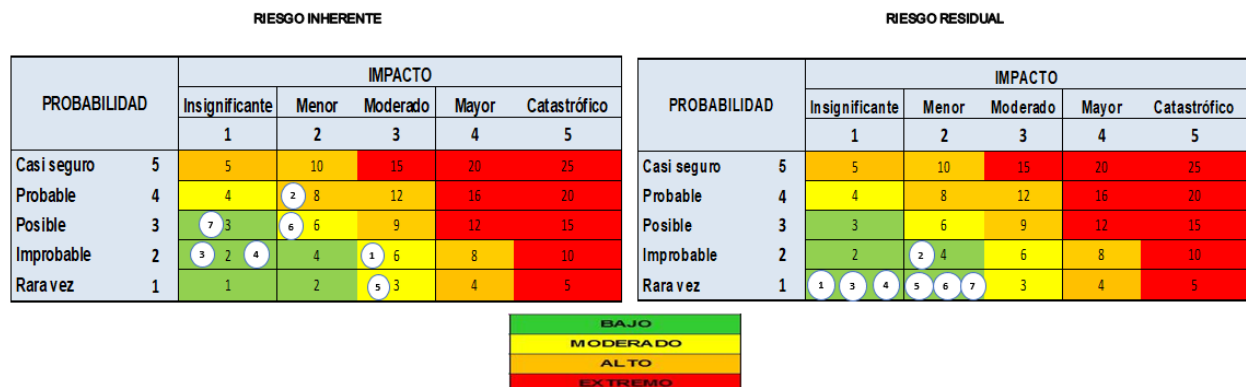 RIESGO INHERENTE
PROBABILIDAD IMPACTO
Insignificante Menor Moderado Mayor Catastrófico
1 2 3 4 5
Casi seguro 5 5 10 15 20 25
Probable 4 4 2 8 12 16 20
Posible 3 7 3 6 6 9 12 15
Improbable 2 3 2 4 4 1 6 8 10
Rara vez 1 1 2 5 3 4 5
RIESGO RESIDUAL
PROBABILIDAD IMPACTO
Insignificante Menor Moderado Mayor Catastrófico
1 2 3 4 5
Casi seguro 5 5 10 15 20 25
Probable 4 4 8 12 16 20
Posible 3 3 6 9 12 15
Improbable 2 2 2 4 6 8 10
Rara vez 1 1 3 4 5 6 7 3 4 5
BAJO
MODERADO
ALTO
EXTREMO